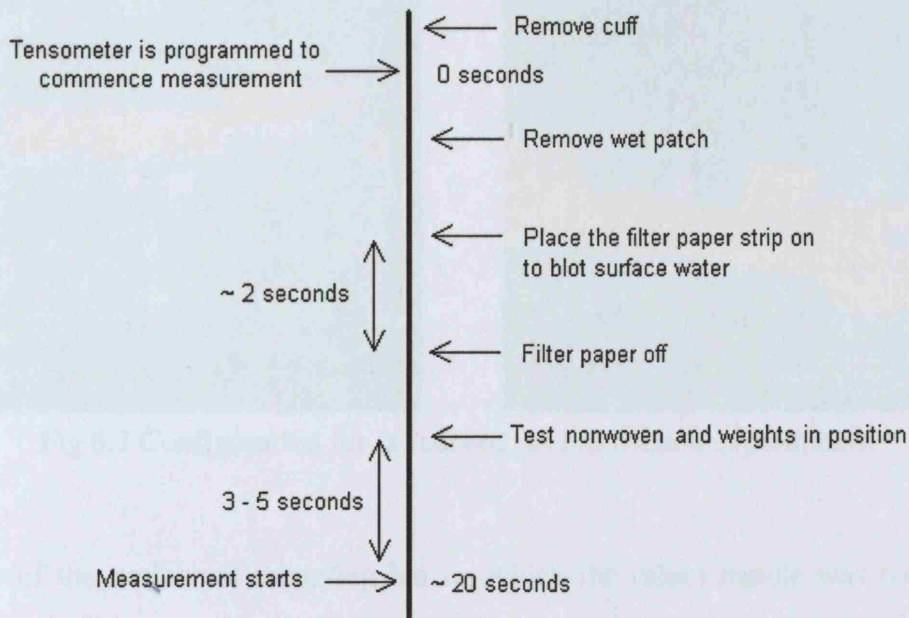 Remove cuff
Tensometer is programmed to
commence measurement
0 seconds
Remove wet patch
Place the filter paper strip on
to blot surface water
~ 2 seconds
Filter paper off
Test nonwoven and weights in position
3 - 5 seconds
Measurement starts
~ 20 seconds